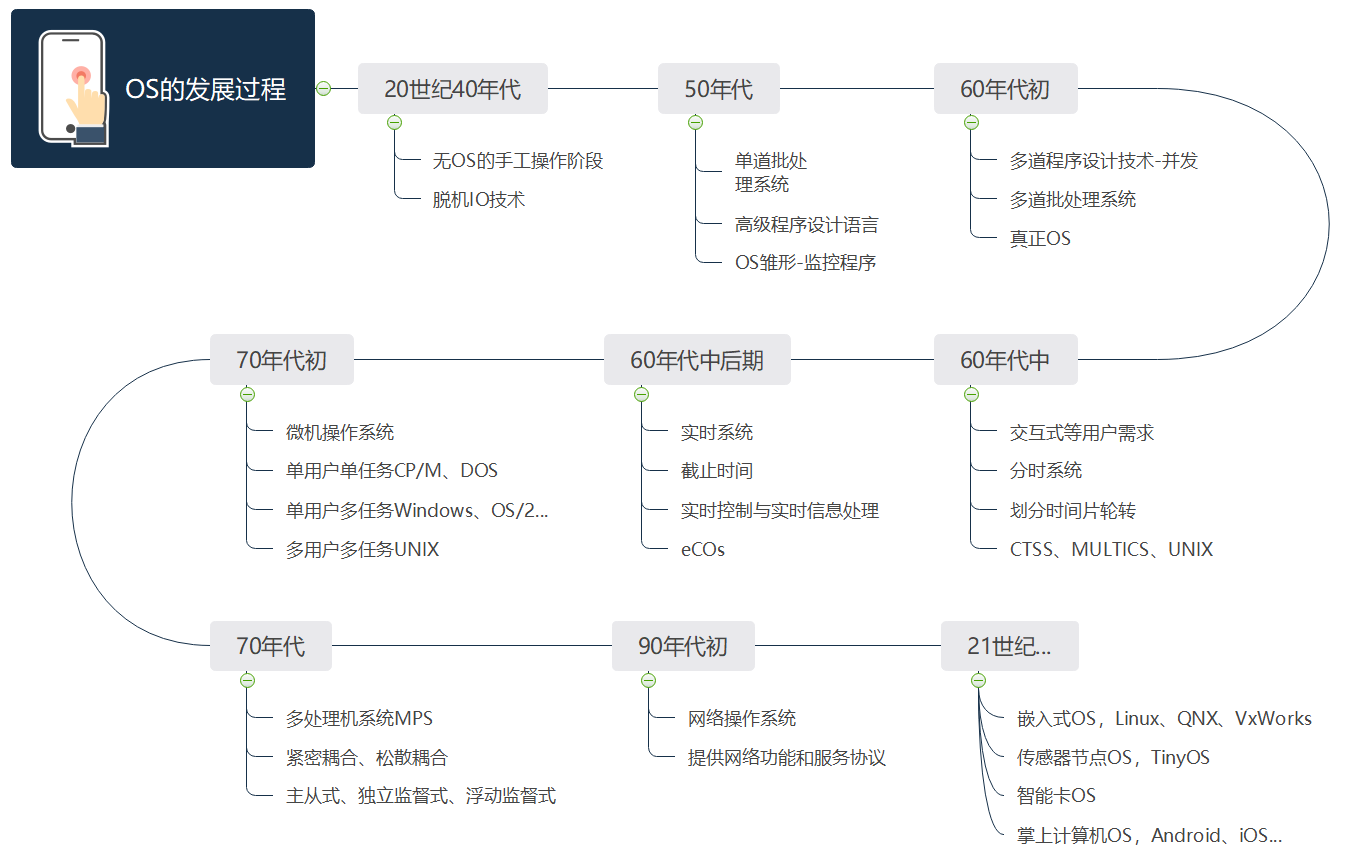 OS的发展过程
20世纪40年代
无OS的手工操作阶段
脱机IO技术
50年代
单道批处
理系统
高级程序设计语言
OS雏形-监控程序
60年代初
多道程序设计技术-并发
多道批处理系统
真正OS
60年代中
交互式等用户需求
分时系统
划分时间片轮转
CTSS、MULTICS、UNIX
60年代中后期
实时系统
截止时间
实时控制与实时信息处理
eCOs
70年代初
微机操作系统
单用户单任务CP/M、DOS
单用户多任务Windows、OS/2...
多用户多任务UNIX
70年代
多处理机系统MPS
紧密耦合、松散耦合
主从式、独立监督式、浮动监督式
90年代初
网络操作系统
提供网络功能和服务协议
21世纪...
嵌入式OS，Linux、QNX、VxWorks
传感器节点OS，TinyOS
智能卡OS
掌上计算机OS，Android、iOS...